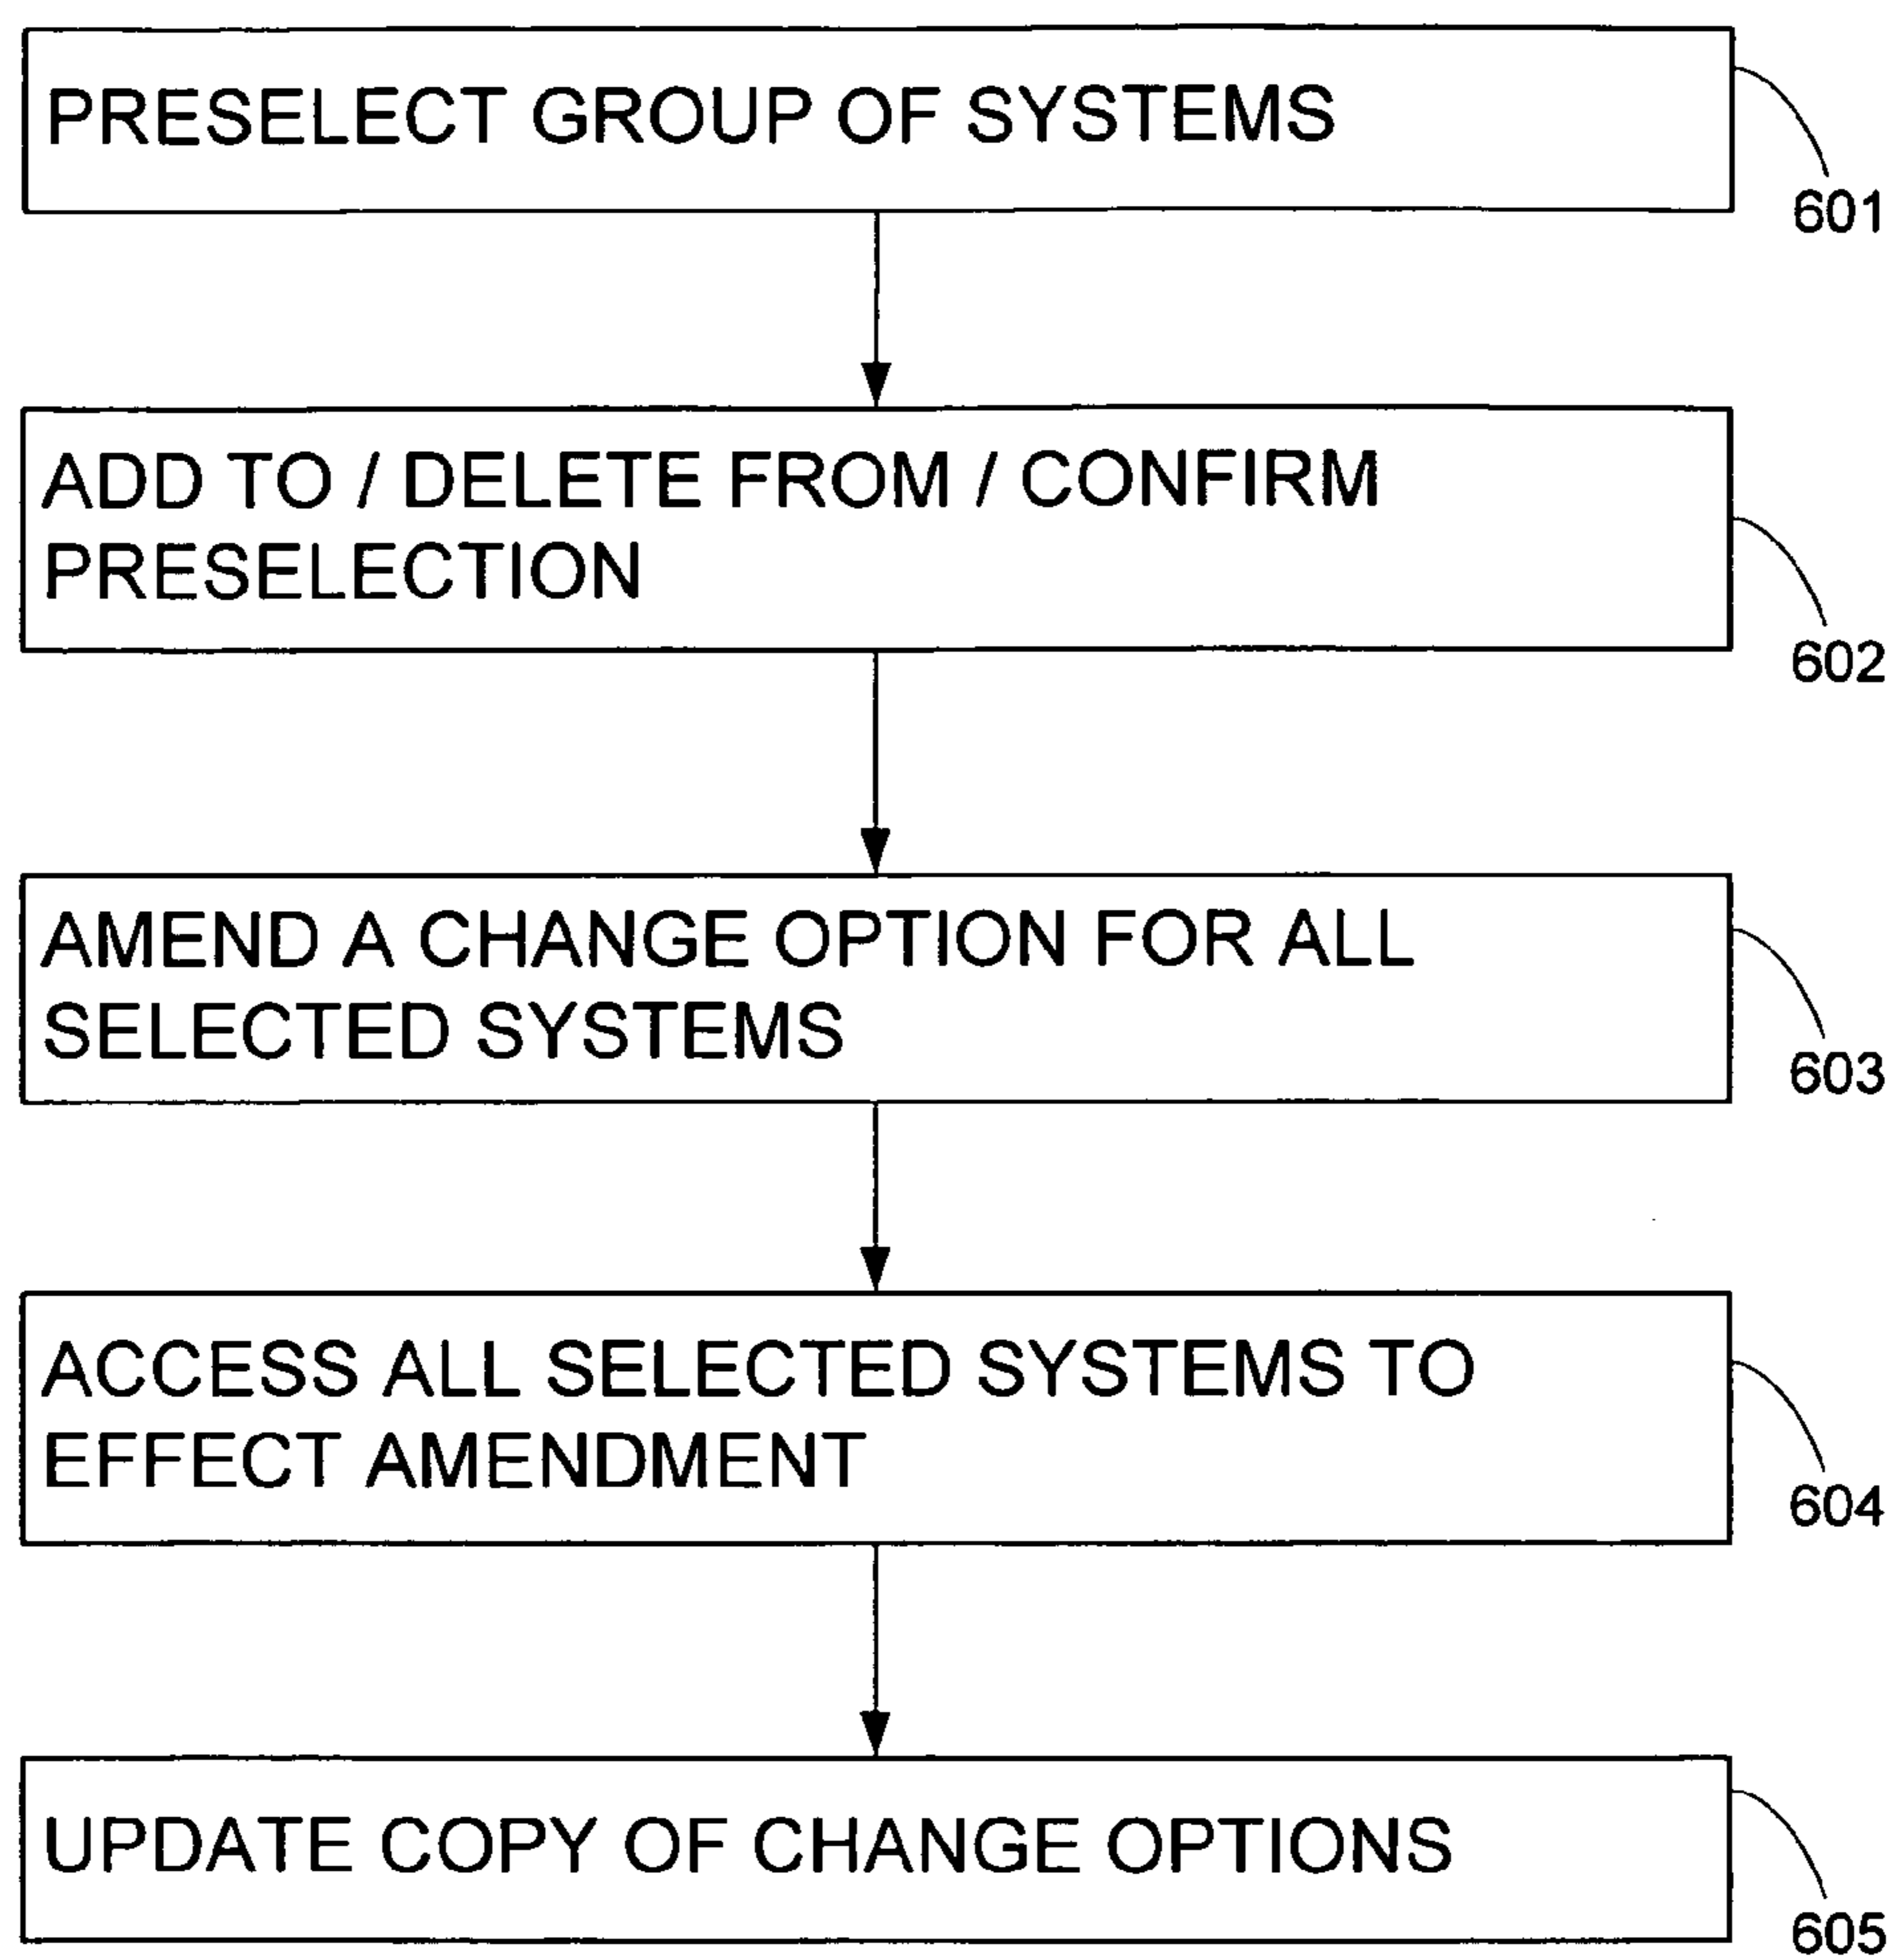 PRESELECT GROUP OF SYSTEMS
601
ADD TO / DELETE FROM / CONFIRM
PRESELECTION
602
AMEND A CHANGE OPTION FOR ALL
SELECTED SYSTEMS
603
ACCESS ALL SELECTED SYSTEMS TO
EFFECT AMENDMENT
604
UPDATE COPY OF CHANGE OPTIONS
605